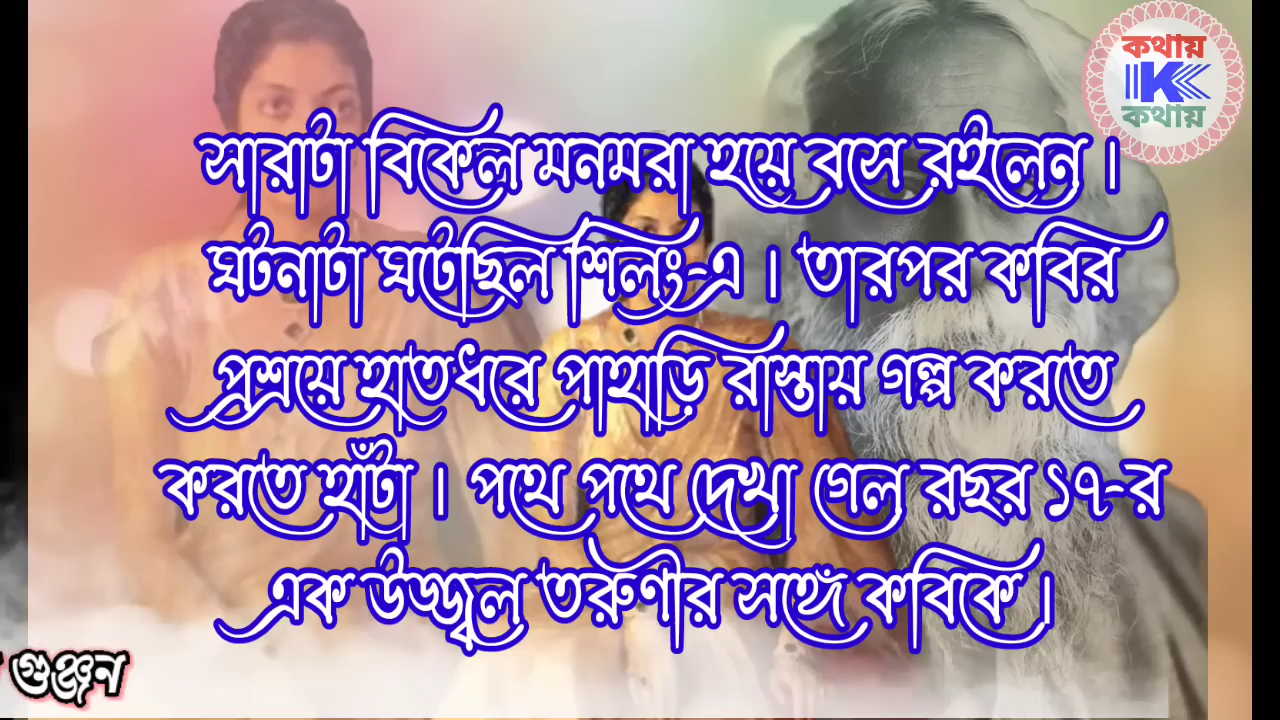 কথায়
K
কথায়
সারাটা বিকেল মনমরা হয়ে বসে রইলেন।
ঘটনাটা ঘটেছিল শিলং-এ। তারপর কবির
প্রশ্রয়ে হাতধরে পাহাড়ি রাস্তায় গল্প করতে
করতে হাঁটা। পথে পথে দেখা গেল বছর ১৭-র
এক উজ্জ্বল তরুণীর সঙ্গে কবিকে।
গুঞ্জন